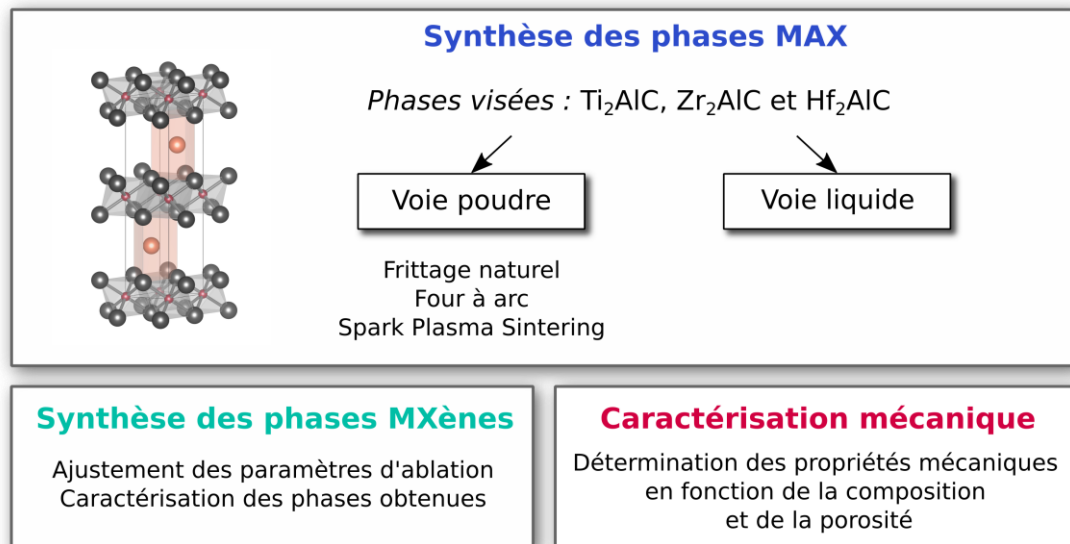 Synthèse des phases MAX
Phases visées : Ti₂AlC, Zr₂AlC et Hf₂AlC
Voie poudre
Voie liquide
Frittage naturel
Four à arc
Spark Plasma Sintering
Synthèse des phases MXènes
Ajustement des paramètres d'ablation
Caractérisation des phases obtenues
Caractérisation mécanique
Détermination des propriétés mécaniques
en fonction de la composition
et de la porosité